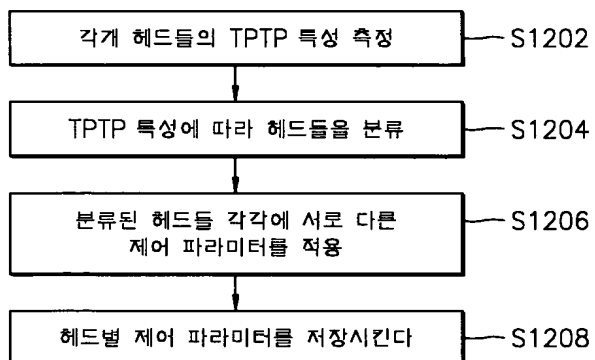 각개 헤드들의 TPTP 특성 측정
S1202
TPTP 특성에 따라 헤드들을 분류
S1204
분류된 헤드들 각각에 서로 다른
제어 파라미터를 적용
S1206
헤드별 제어 파라미터를 저장시킨다
S1208